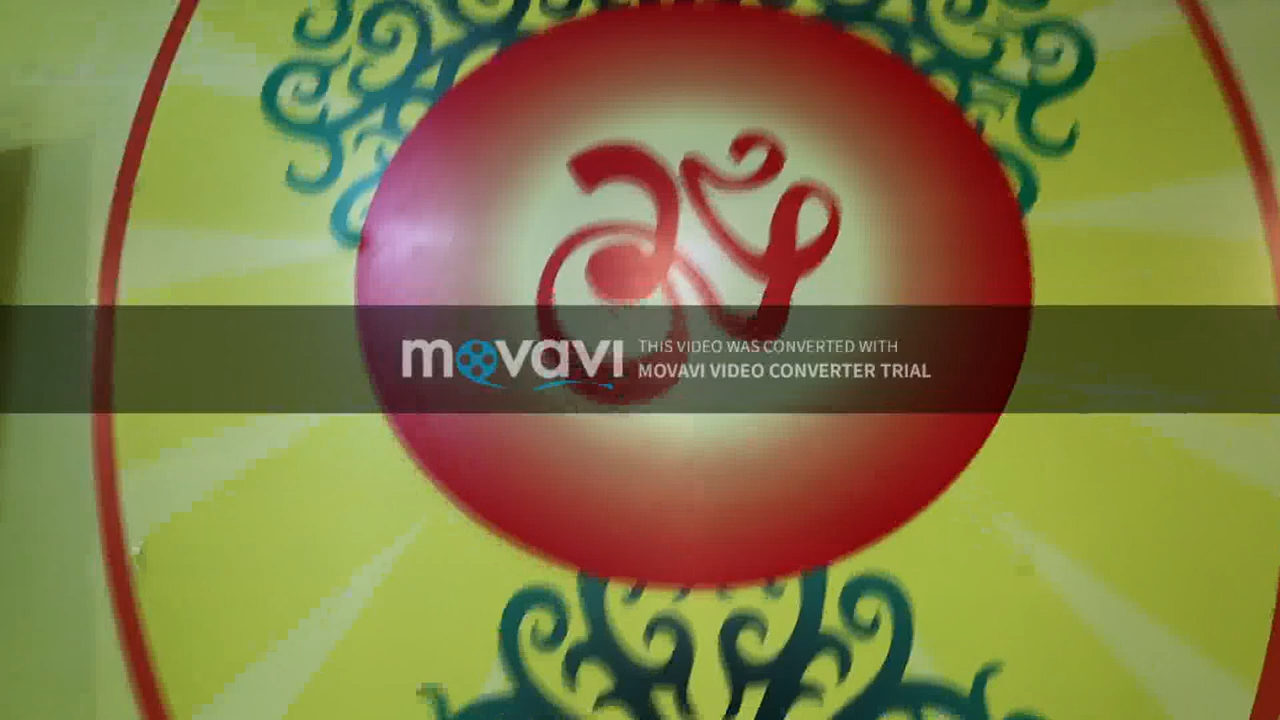 movavi
THIS VIDEO WAS CONVERTED WITH
MOVAVI VIDEO CONVERTER TRIAL